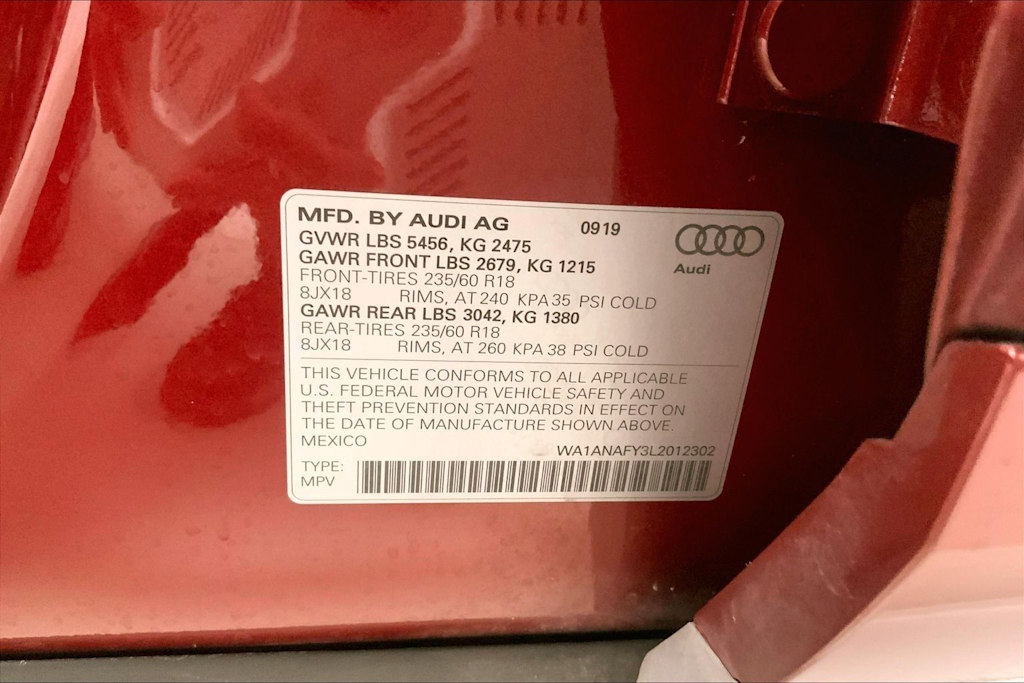 MFD. BY AUDI AG 0919
GVWR LBS 5456, KG 2475
GAWR FRONT LBS 2679, KG 1215
Audi
FRONT-TIRES 235/60 R18
8JX18 RIMS, AT 240 KPA 35 PSI COLD
GAWR REAR LBS 3042, KG 1380
REAR-TIRES 235/60 R18
8JX18 RIMS, AT 260 KPA 38 PSI COLD
THIS VEHICLE CONFORMS TO ALL APPLICABLE
U.S. FEDERAL MOTOR VEHICLE SAFETY AND
THEFT PREVENTION STANDARDS IN EFFECT ON
THE DATE OF MANUFACTURE SHOWN ABOVE.
MEXICO
WA1ANAFY3L2012302
TYPE:
MPV